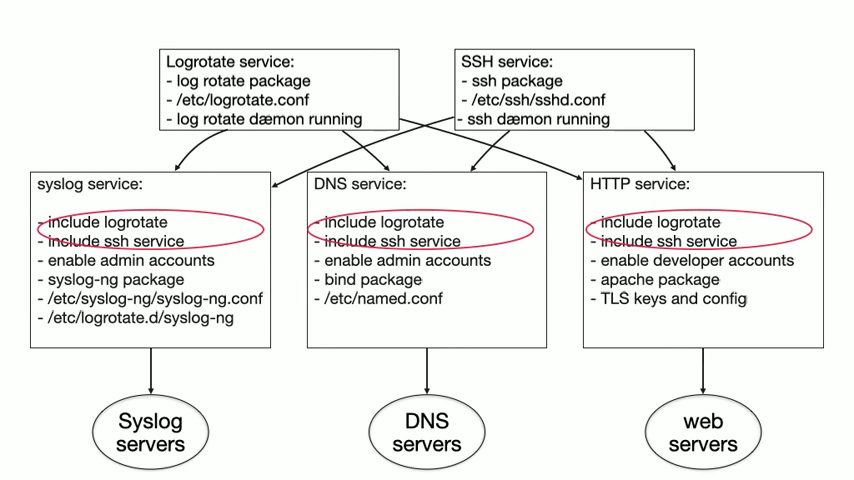 Logrotate service:
- log rotate package
- /etc/logrotate.conf
- log rotate dæmon running
SSH service:
- ssh package
- /etc/ssh/sshd.conf
- ssh dæmon running
syslog service:
- include logrotate
- include ssh service
- enable admin accounts
- syslog-ng package
- /etc/syslog-ng/syslog-ng.conf
- /etc/logrotate.d/syslog-ng
DNS service:
- include logrotate
- include ssh service
- enable admin accounts
- bind package
- /etc/named.conf
HTTP service:
- include logrotate
- include ssh service
- enable developer accounts
- apache package
- TLS keys and config
Syslog
servers
DNS
servers
web
servers